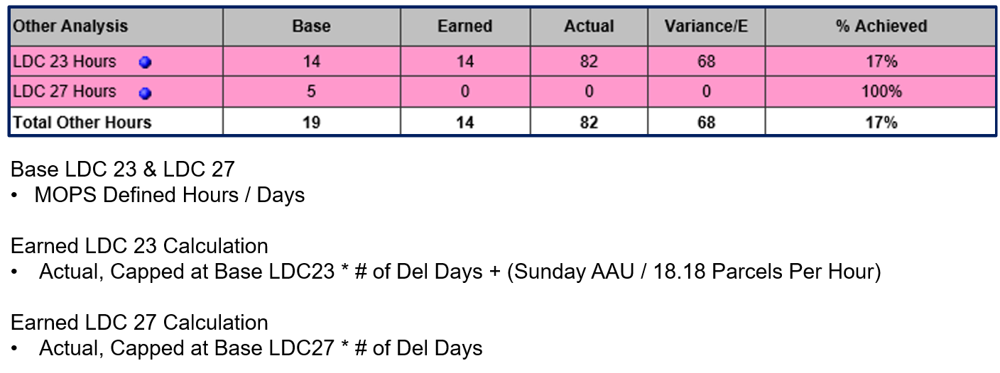 Other Analysis Base Earned Actual Variance/E % Achieved
LDC 23 Hours 14 14 82 68 17%
LDC 27 Hours 5 0 0 0 100%
Total Other Hours 19 14 82 68 17%
Base LDC 23 & LDC 27
• MOPS Defined Hours / Days
Earned LDC 23 Calculation
• Actual, Capped at Base LDC23 * # of Del Days + (Sunday AAU / 18.18 Parcels Per Hour)
Earned LDC 27 Calculation
• Actual, Capped at Base LDC27 * # of Del Days